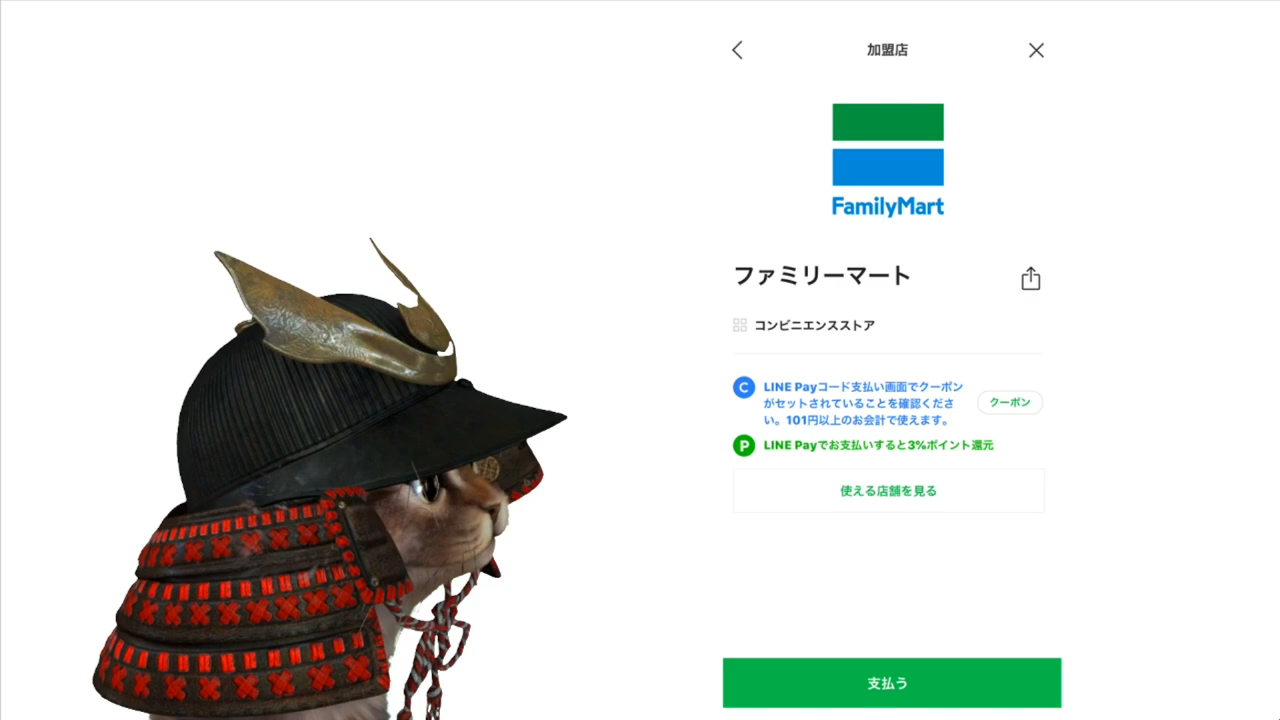 加盟店
FamilyMart
ファミリーマート
コンビニエンスストア
C
LINE Payコード支払い画面でクーポン
がセットされていることを確認くださ
い。101円以上のお会計で使えます。
クーポン
P
LINE Payでお支払いすると3%ポイント還元
使える店舗を見る
支払う